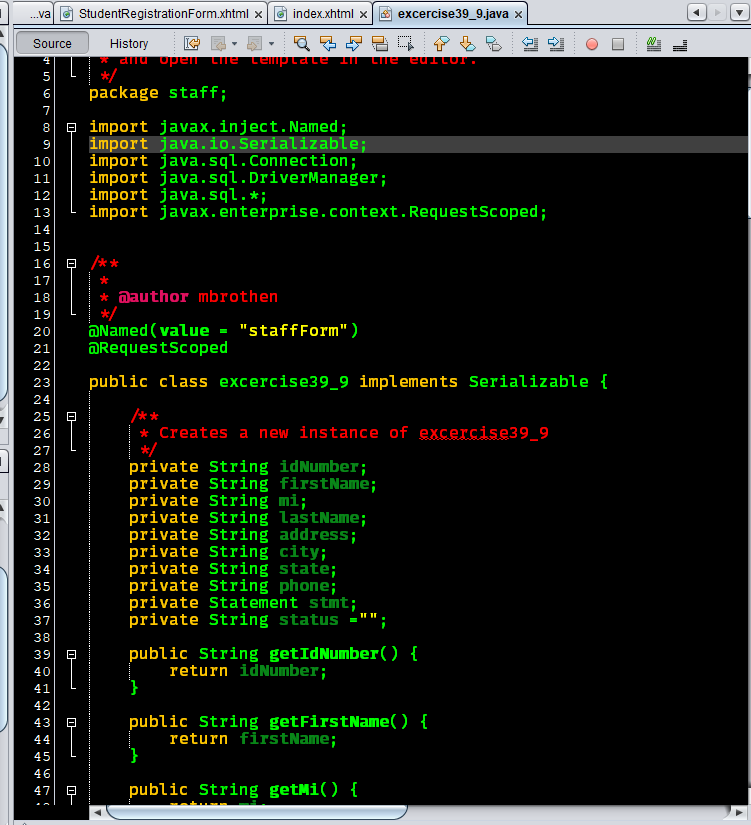 ...va StudentRegistrationForm.xhtml index.xhtml excercise39_9.java
Source History
4 * and open the template in the editor.
5 */
6 package staff;
7
8 import javax.inject.Named;
9 import java.io.Serializable;
10 import java.sql.Connection;
11 import java.sql.DriverManager;
12 import java.sql.*;
13 import javax.enterprise.context.RequestScoped;
14
15
16 /**
17 *
18 * @author mbrothen
19 */
20 @Named(value = "staffForm")
21 @RequestScoped
22
23 public class excercise39_9 implements Serializable {
24
25 /**
26 * Creates a new instance of excercise39_9
27 */
28 private String idNumber;
29 private String firstName;
30 private String mi;
31 private String lastName;
32 private String address;
33 private String city;
34 private String state;
35 private String phone;
36 private Statement stmt;
37 private String status ="";
38
39 public String getIdNumber() {
40 return idNumber;
41 }
42
43 public String getFirstName() {
44 return firstName;
45 }
46
47 public String getMi() {
48 return mi;